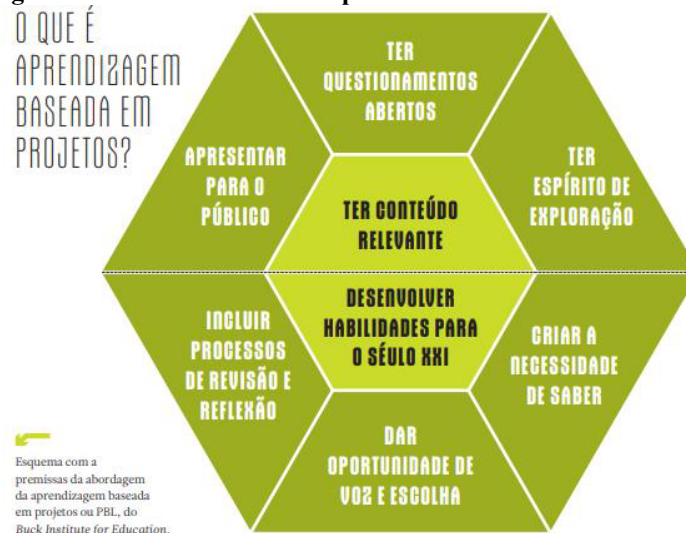 O QUE É
APRENDIZAGEM
BASEADA EM
PROJETOS?
TER
QUESTIONAMENTOS
ABERTOS
APRESENTAR
PARA O
PÚBLICO
TER
ESPÍRITO DE
EXPLORAÇÃO
TER CONTEÚDO
RELEVANTE
DESENVOLVER
HABILIDADES PARA
O SÉULO XXI
INCLUIR
PROCESSOS
DE REVISÃO E
REFLEXÃO
CRIAR A
NECESSIDADE
DE SABER
DAR
OPORTUNIDADE DE
VOZ E ESCOLHA
Esquema com a
premissas da abordagem
da aprendizagem baseada
em projetos ou PBL, do
Buck Institute for Education.